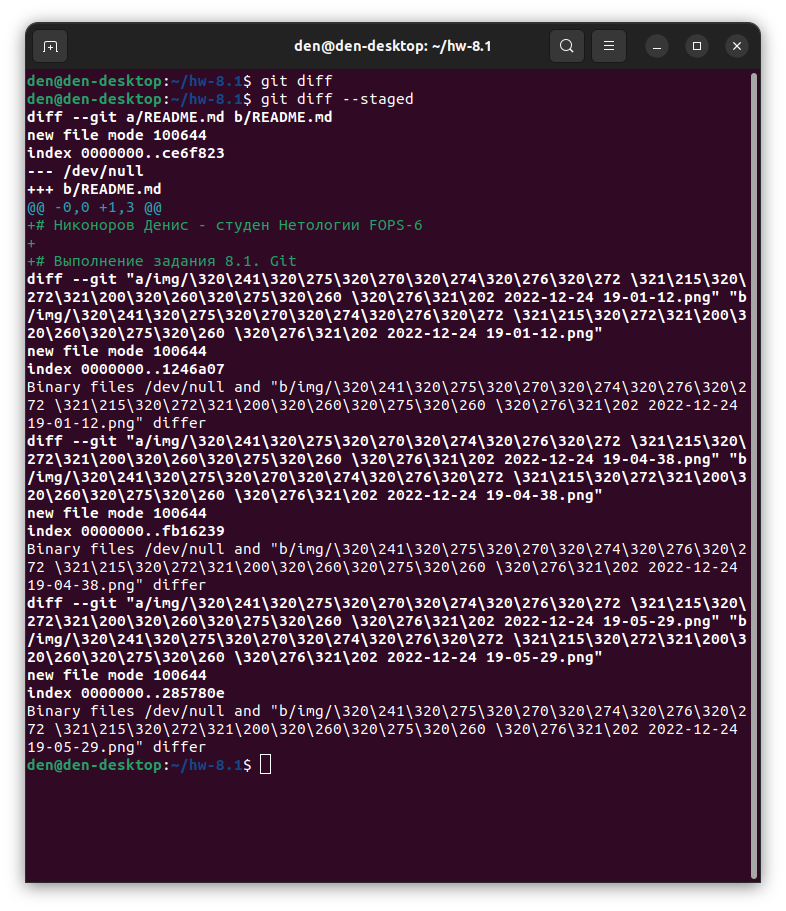 den@den-desktop: ~/hw-8.1
den@den-desktop:~/hw-8.1$ git diff
den@den-desktop:~/hw-8.1$ git diff --staged
diff --git a/README.md b/README.md
new file mode 100644
index 0000000..ce6f823
--- /dev/null
+++ b/README.md
@@ -0,0 +1,3 @@
+# Никоноров Денис - студен Нетологии FOPS-6
+
+# Выполнение задания 8.1. Git
diff --git "a/img/\320\241\320\275\320\270\320\274\320\276\320\272 \321\215\320\
272\321\200\320\260\320\275\320\260 \320\276\321\202 2022-12-24 19-01-12.png" "b
/img/\320\241\320\275\320\270\320\274\320\276\320\272 \321\215\320\272\321\200\3
20\260\320\275\320\260 \320\276\321\202 2022-12-24 19-01-12.png"
new file mode 100644
index 0000000..1246a07
Binary files /dev/null and "b/img/\320\241\320\275\320\270\320\274\320\276\320\2
72 \321\215\320\272\321\200\320\260\320\275\320\260 \320\276\321\202 2022-12-24
19-01-12.png" differ
diff --git "a/img/\320\241\320\275\320\270\320\274\320\276\320\272 \321\215\320\
272\321\200\320\260\320\275\320\260 \320\276\321\202 2022-12-24 19-04-38.png" "b
/img/\320\241\320\275\320\270\320\274\320\276\320\272 \321\215\320\272\321\200\3
20\260\320\275\320\260 \320\276\321\202 2022-12-24 19-04-38.png"
new file mode 100644
index 0000000..fb16239
Binary files /dev/null and "b/img/\320\241\320\275\320\270\320\274\320\276\320\2
72 \321\215\320\272\321\200\320\260\320\275\320\260 \320\276\321\202 2022-12-24
19-04-38.png" differ
diff --git "a/img/\320\241\320\275\320\270\320\274\320\276\320\272 \321\215\320\
272\321\200\320\260\320\275\320\260 \320\276\321\202 2022-12-24 19-05-29.png" "b
/img/\320\241\320\275\320\270\320\274\320\276\320\272 \321\215\320\272\321\200\3
20\260\320\275\320\260 \320\276\321\202 2022-12-24 19-05-29.png"
new file mode 100644
index 0000000..285780e
Binary files /dev/null and "b/img/\320\241\320\275\320\270\320\274\320\276\320\2
72 \321\215\320\272\321\200\320\260\320\275\320\260 \320\276\321\202 2022-12-24
19-05-29.png" differ
den@den-desktop:~/hw-8.1$